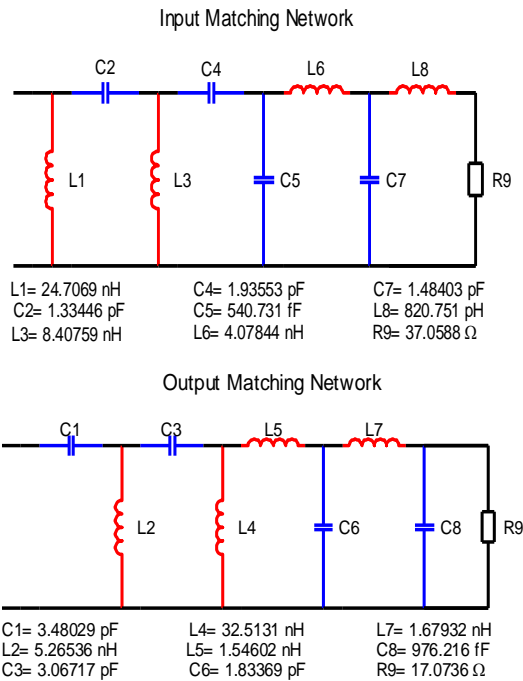 Input Matching Network
C2 C4 L6 L8
L1 L3 C5 C7 R9
L1= 24.7069 nH C4= 1.93553 pF C7= 1.48403 pF
C2= 1.33446 pF C5= 540.731 fF L8= 820.751 pH
L3= 8.40759 nH L6= 4.07844 nH R9= 37.0588 Ω
Output Matching Network
C1 C3 L5 L7
L2 L4 C6 C8 R9
C1= 3.48029 pF L4= 32.5131 nH L7= 1.67932 nH
L2= 5.26536 nH L5= 1.54602 nH C8= 976.216 fF
C3= 3.06717 pF C6= 1.83369 pF R9= 17.0736 Ω